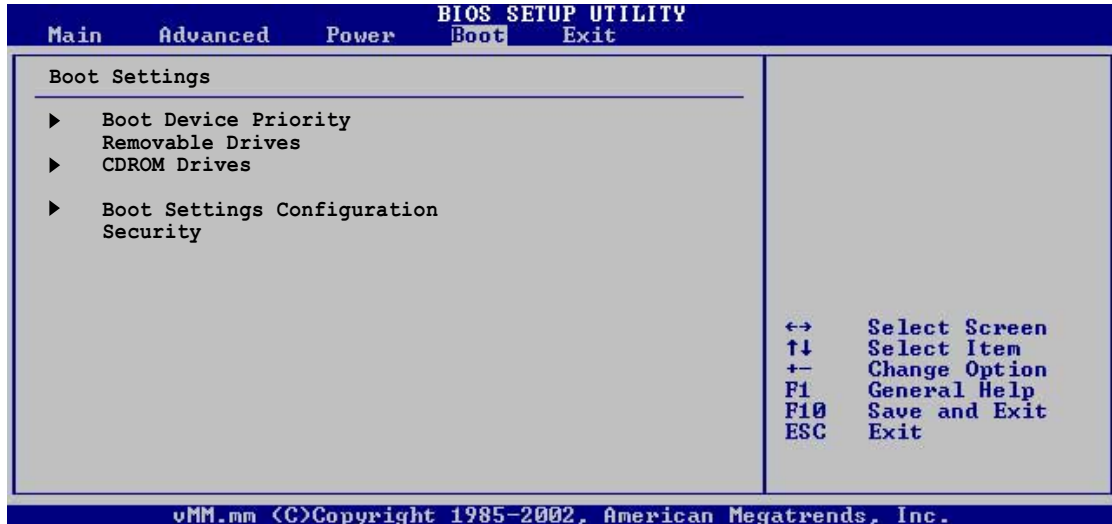 BIOS SETUP UTILITY
Main Advanced Power Boot Exit
Boot Settings
▶ Boot Device Priority
Removable Drives
▶ CDROM Drives
▶ Boot Settings Configuration
Security
←→ Select Screen
↑↓ Select Item
+- Change Option
F1 General Help
F10 Save and Exit
ESC Exit
vMM.mm (C)Copyright 1985-2002, American Megatrends, Inc.